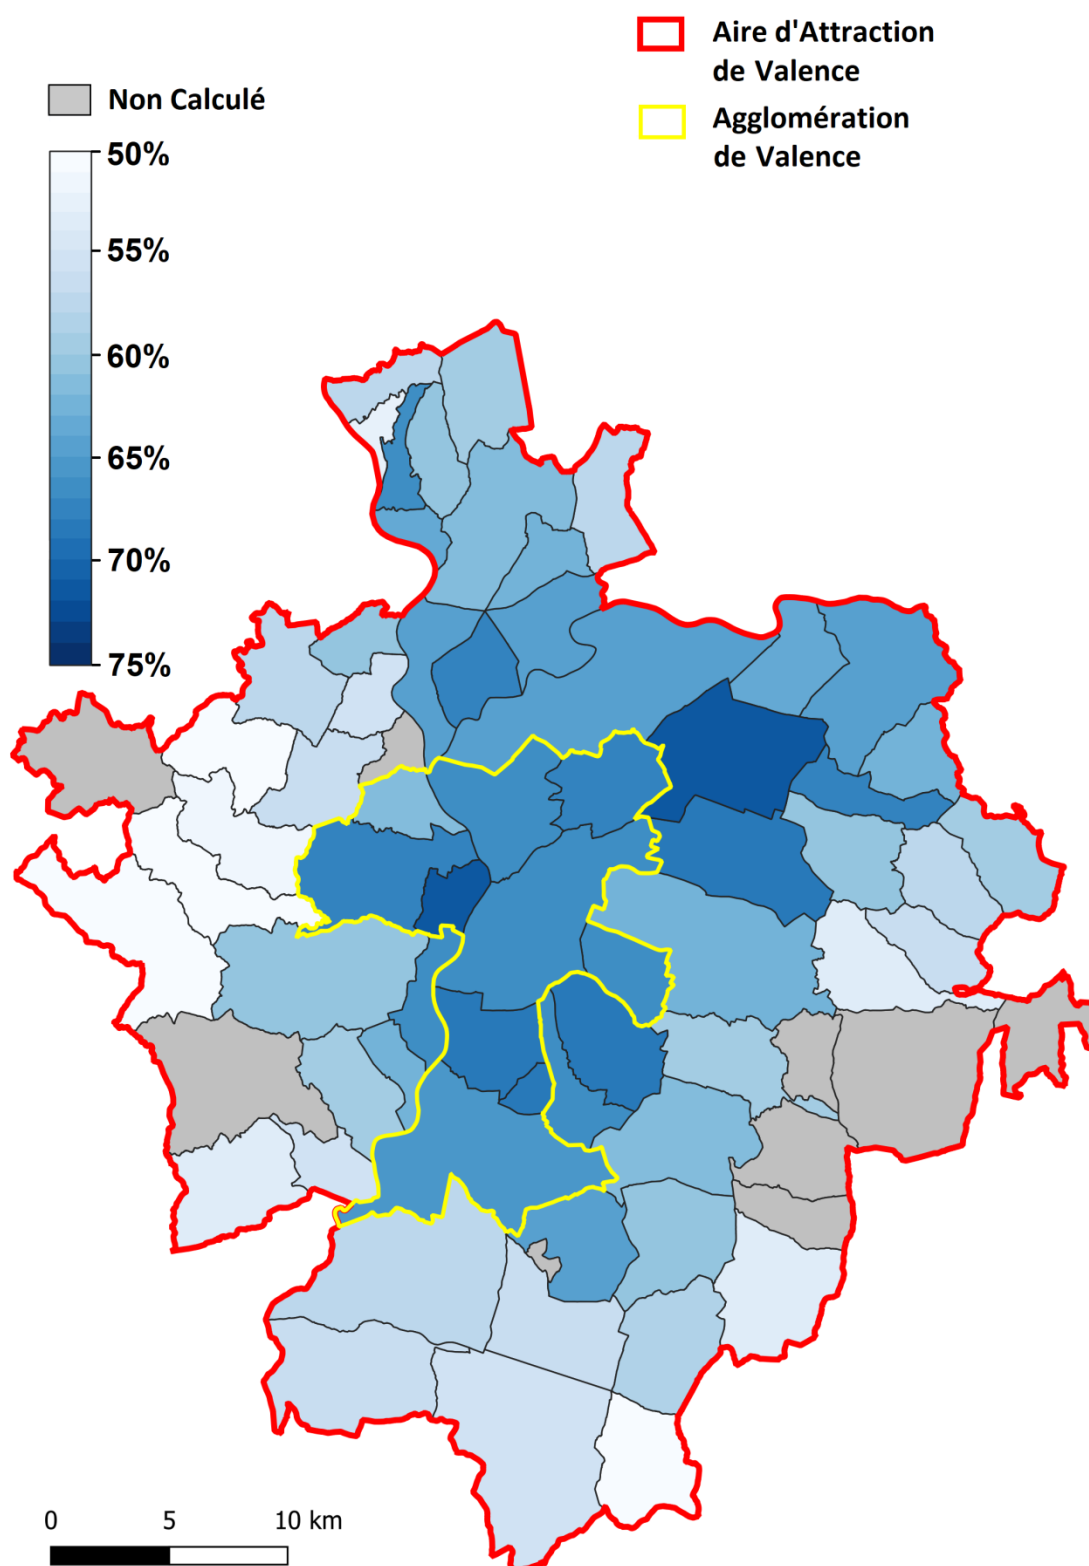 Aire d'Attraction
de Valence
Non Calculé
Agglomération
de Valence
50%
55%
60%
65%
70%
75%
0 5 10 km